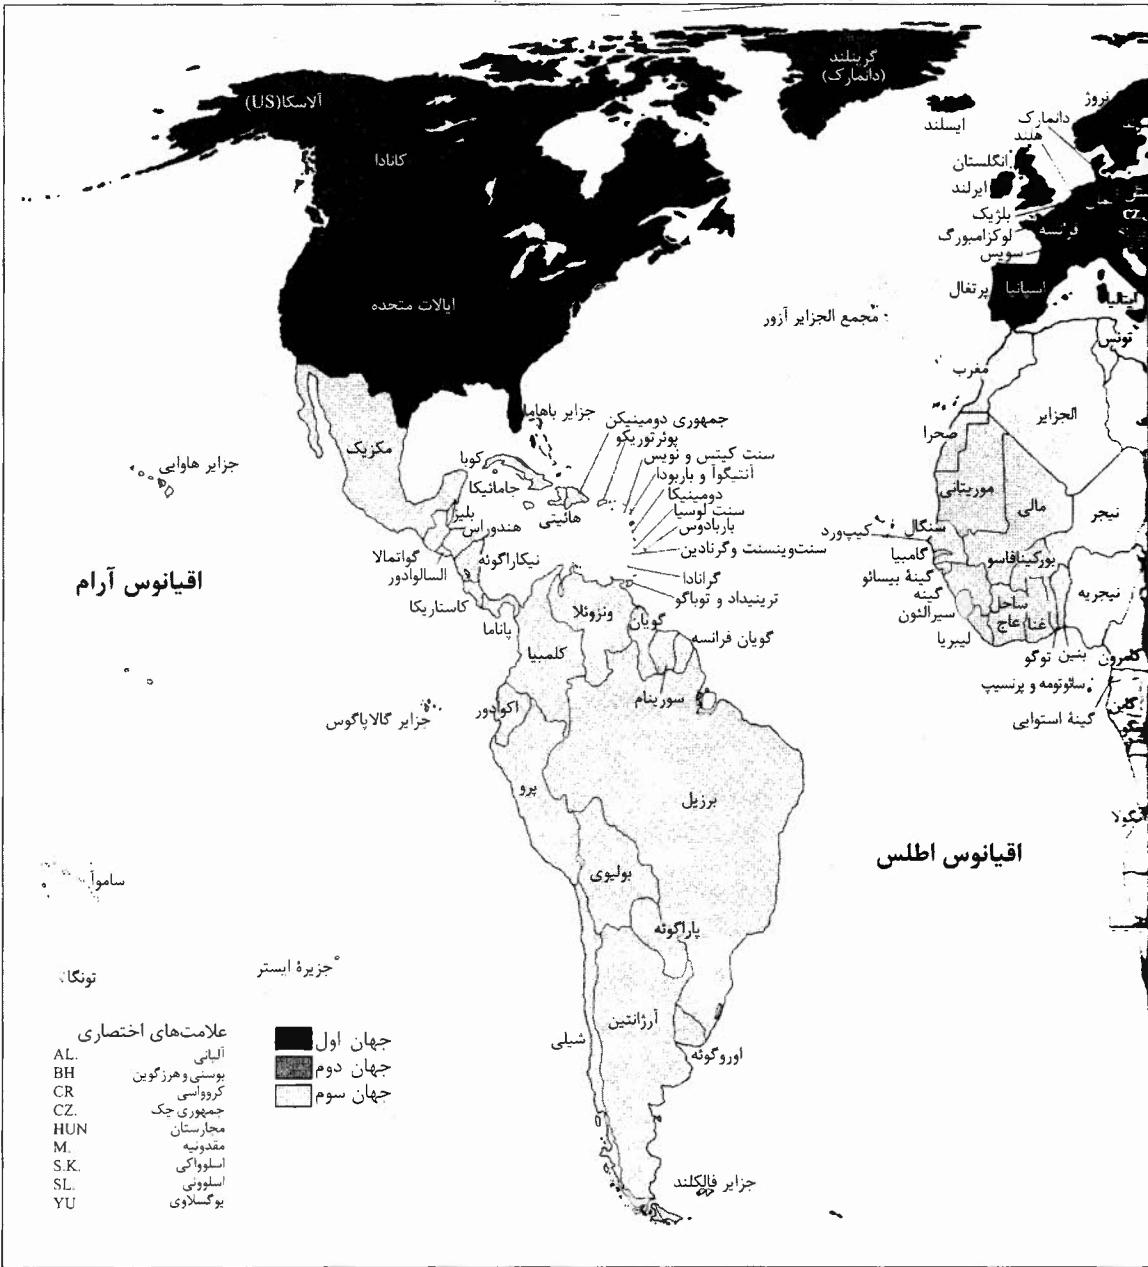 گرینلند
(دانمارک)
آلاسکا(US)
کانادا
ایالات متحده
ایسلند
نروژ
دانمارک
هلند
انگلستان
ایرلند
بلژیک
لوکزامبورگ
سویس
فرانسه
CZ.
پرتغال
اسپانیا
ایتالیا
مجمع الجزایر آزور
تونس
مغرب
الجزایر
صحرا
موریتانی
مالی
نیجر
سنگال
کیپ‌ورد
گامبیا
بورکینافاسو
گینهٔ بیسائو
گینه
سیرالئون
لیبریا
ساحل
عاج
غنا
توگو
بنین
نیجریه
کامرون
سائوتومه و پرنسیپ
گینهٔ استوایی
گابن
جزایر هاوایی
مکزیک
جزایر باهاما
جمهوری دومینیکن
پوئرتوریکو
سنت کیتس و نویس
آنتیگوآ و باربودا
دومینیکا
سنت لوسیا
باربادوس
سنت‌وینسنت وگرنادین
گرانادا
ترینیداد و توباگو
کوبا
جامائیکا
هائیتی
بلیز
هندوراس
گواتمالا
السالوادور
نیکاراگوئه
کاستاریکا
پاناما
اقیانوس آرام
ونزوئلا
گویان
گویان فرانسه
سورینام
کلمبیا
اکوادور
جزایر گالاپاگوس
پرو
برزیل
بولیوی
اقیانوس اطلس
پاراگوئه
ساموآ
تونگا
جزیرهٔ ایستر
آرژانتین
شیلی
اوروگوئه
جزایر فالکلند
جهان اول
جهان دوم
جهان سوم
علامت‌های اختصاری
آلبانی AL.
بوسنی و هرزگوین BH
کرواسی CR
جمهوری چک CZ.
مجارستان HUN
مقدونیه M.
اسلوواکی S.K.
اسلوونی SL.
یوگسلاوی YU